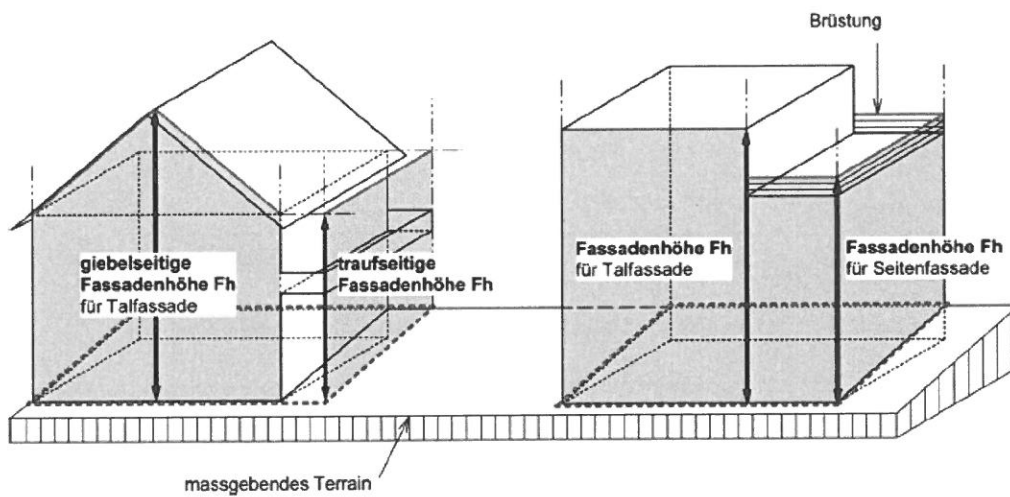 Brüstung
giebelseitige
Fassadenhöhe Fh
für Talfassade
traufseitige
Fassadenhöhe Fh
Fassadenhöhe Fh
für Talfassade
Fassadenhöhe Fh
für Seitenfassade
massgebendes Terrain